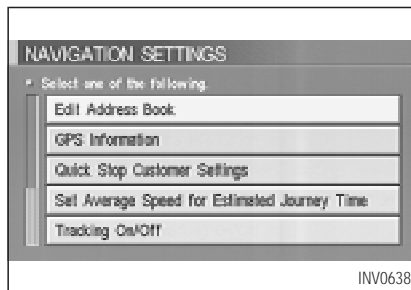 NAVIGATION SETTINGS
Select one of the following.
Edit Address Book
GPS Information
Quick Stop Customer Settings
Set Average Speed for Estimated Journey Time
Tracking On/Off
INV0638